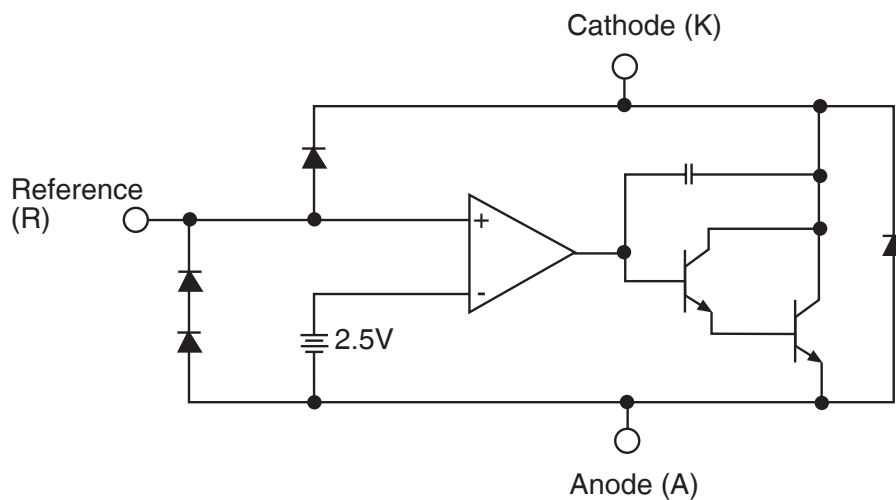 Cathode (K)
Reference
(R)
+
-
2.5V
Anode (A)